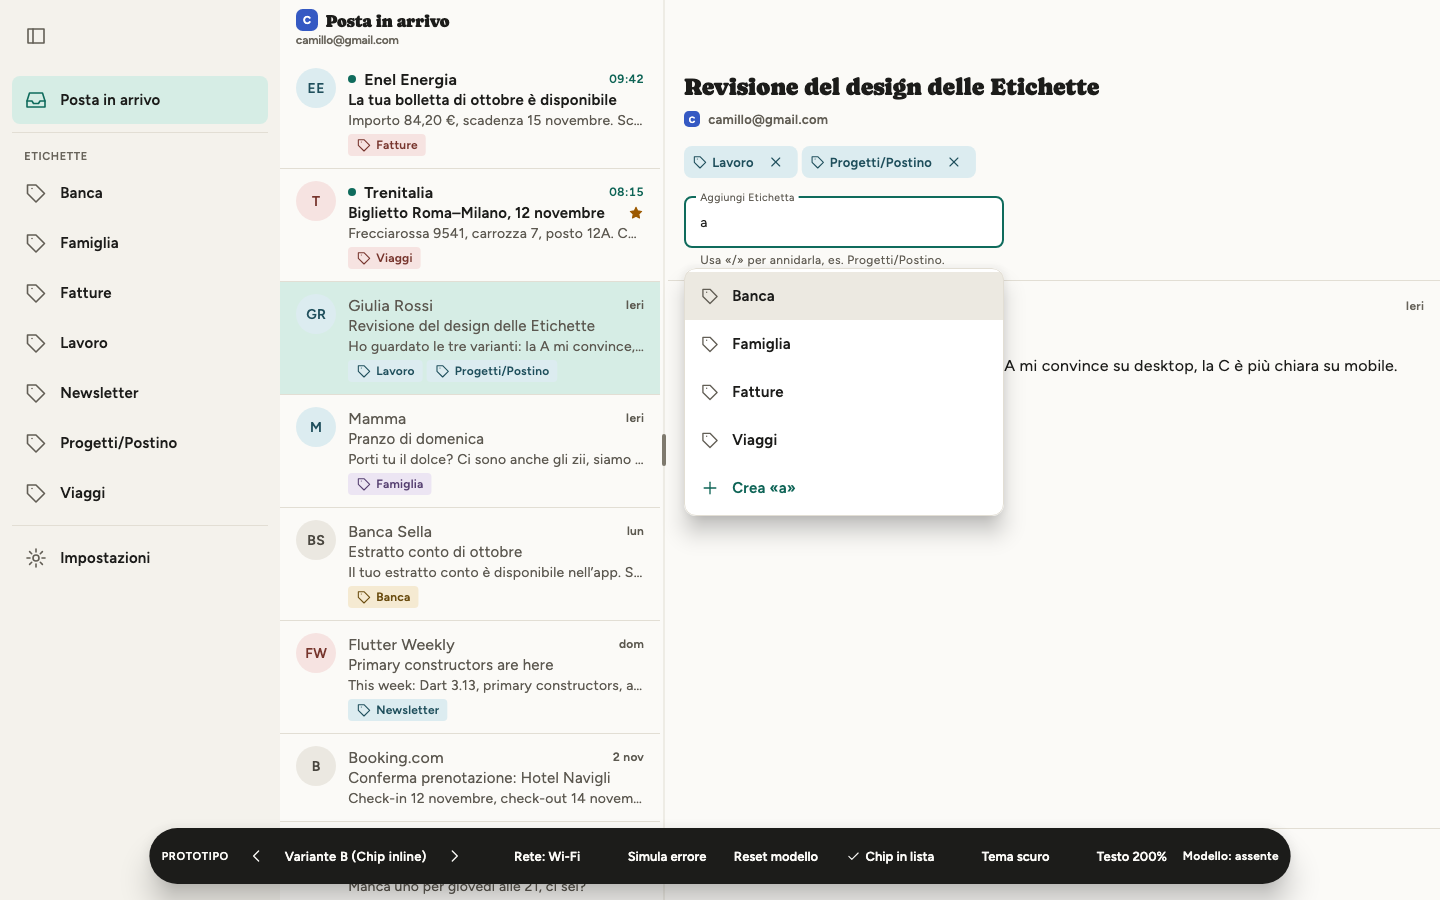 Posta in arrivo
ETICHETTE
Banca
Famiglia
Fatture
Lavoro
Newsletter
Progetti/Postino
Viaggi
Impostazioni
C Posta in arrivo
camillo@gmail.com
EE Enel Energia 09:42
La tua bolletta di ottobre è disponibile
Importo 84,20 €, scadenza 15 novembre. Sc...
Fatture
T Trenitalia 08:15
Biglietto Roma–Milano, 12 novembre
Frecciarossa 9541, carrozza 7, posto 12A. C...
Viaggi
GR Giulia Rossi Ieri
Revisione del design delle Etichette
Ho guardato le tre varianti: la A mi convince,...
Lavoro Progetti/Postino
M Mamma Ieri
Pranzo di domenica
Porti tu il dolce? Ci sono anche gli zii, siamo ...
Famiglia
BS Banca Sella lun
Estratto conto di ottobre
Il tuo estratto conto è disponibile nell’app. S...
Banca
FW Flutter Weekly dom
Primary constructors are here
This week: Dart 3.13, primary constructors, a...
Newsletter
B Booking.com 2 nov
Conferma prenotazione: Hotel Navigli
Check-in 12 novembre, check-out 14 novem...
Manca uno per giovedì alle 21, ci sei?
Revisione del design delle Etichette
C camillo@gmail.com
Lavoro Progetti/Postino
Aggiungi Etichetta
a
Usa «/» per annidarla, es. Progetti/Postino.
Banca
Famiglia
Fatture
Viaggi
Crea «a»
Ieri
A mi convince su desktop, la C è più chiara su mobile.
PROTOTIPO Variante B (Chip inline) Rete: Wi-Fi Simula errore Reset modello Chip in lista Tema scuro Testo 200% Modello: assente